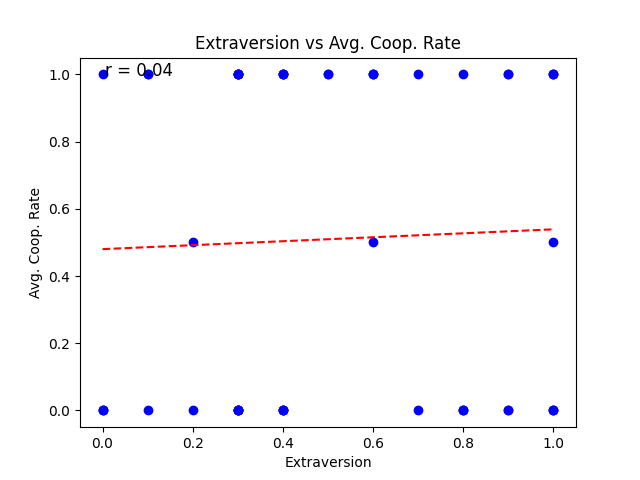 Extraversion vs Avg. Coop. Rate
r = 0.04
1.0
0.8
0.6
0.4
0.2
0.0
Avg. Coop. Rate
0.0 0.2 0.4 0.6 0.8 1.0
Extraversion